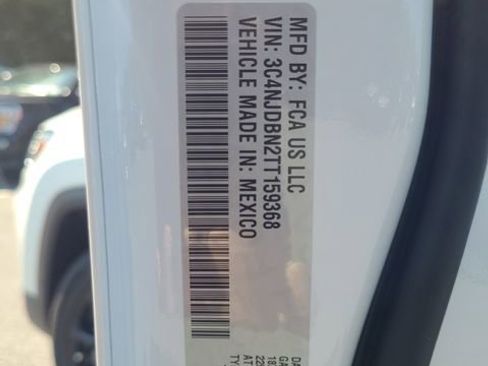 MFD BY: FCA US LLC
VIN: 3C4NJDBN2TT159368
VEHICLE MADE IN: MEXICO